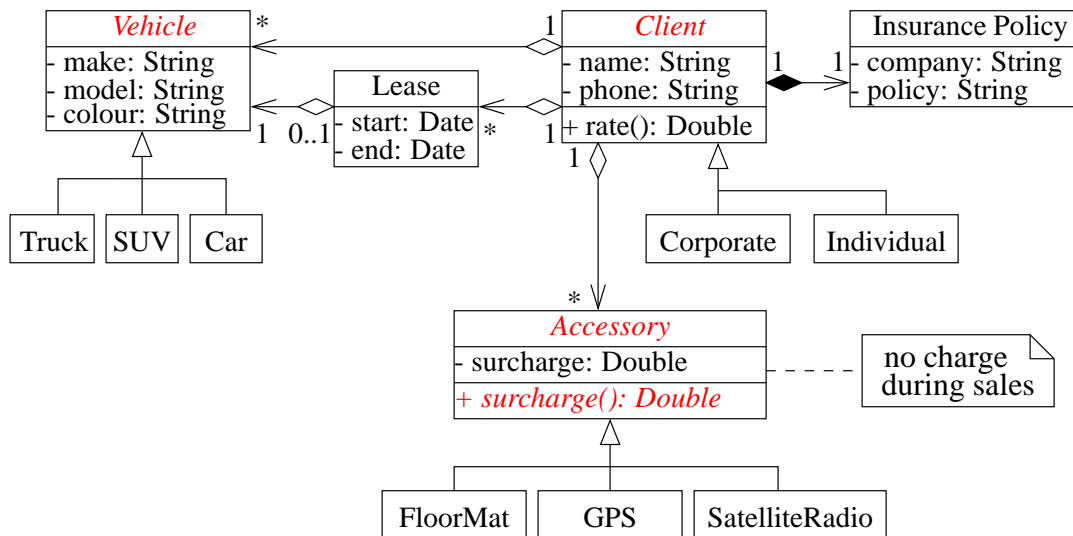 Vehicle
- make: String
- model: String
- colour: String
*
1
Client
- name: String
- phone: String
+ rate(): Double
Insurance Policy
- company: String
- policy: String
1
1
Lease
- start: Date
- end: Date
1
0..1
*
1
1
Truck
SUV
Car
Corporate
Individual
*
Accessory
- surcharge: Double
+ surcharge(): Double
no charge
during sales
FloorMat
GPS
SatelliteRadio